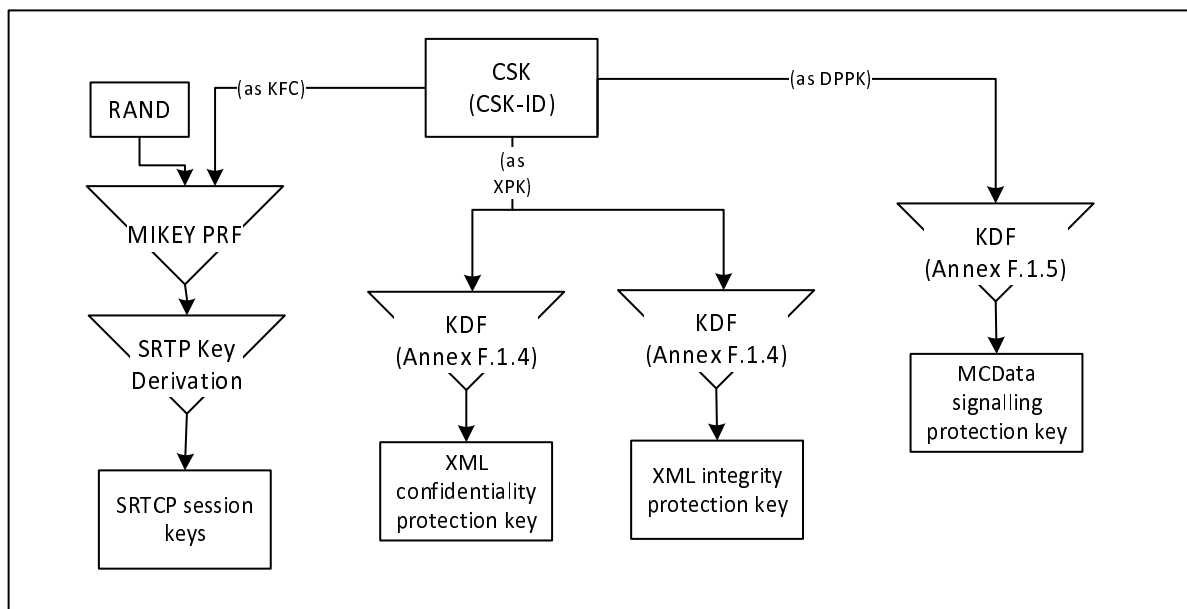 CSK
(CSK-ID)
(as KFC)
(as DPPK)
RAND
(as
XPK)
MIKEY PRF
KDF
(Annex F.1.5)
SRTP Key
Derivation
KDF
(Annex F.1.4)
KDF
(Annex F.1.4)
MCData
signalling
protection key
XML
confidentiality
protection key
XML integrity
protection key
SRTCP session
keys